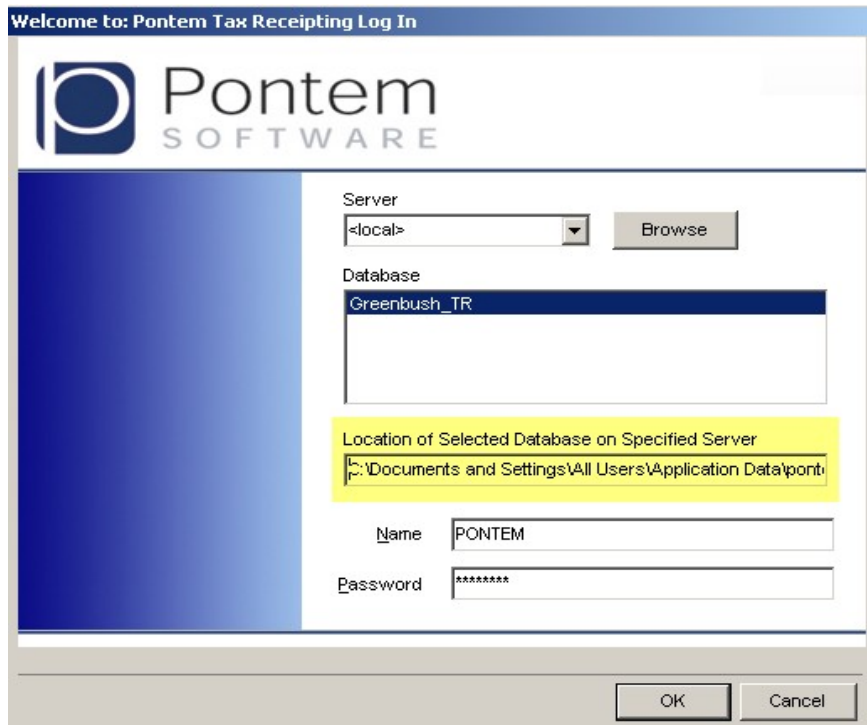 Welcome to: Pontem Tax Receipting Log In
Pontem
SOFTWARE
Server
<local>
Browse
Database
Greenbush_TR
Location of Selected Database on Specified Server
C:\Documents and Settings\All Users\Application Data\ponte
Name PONTEM
Password ********
OK Cancel